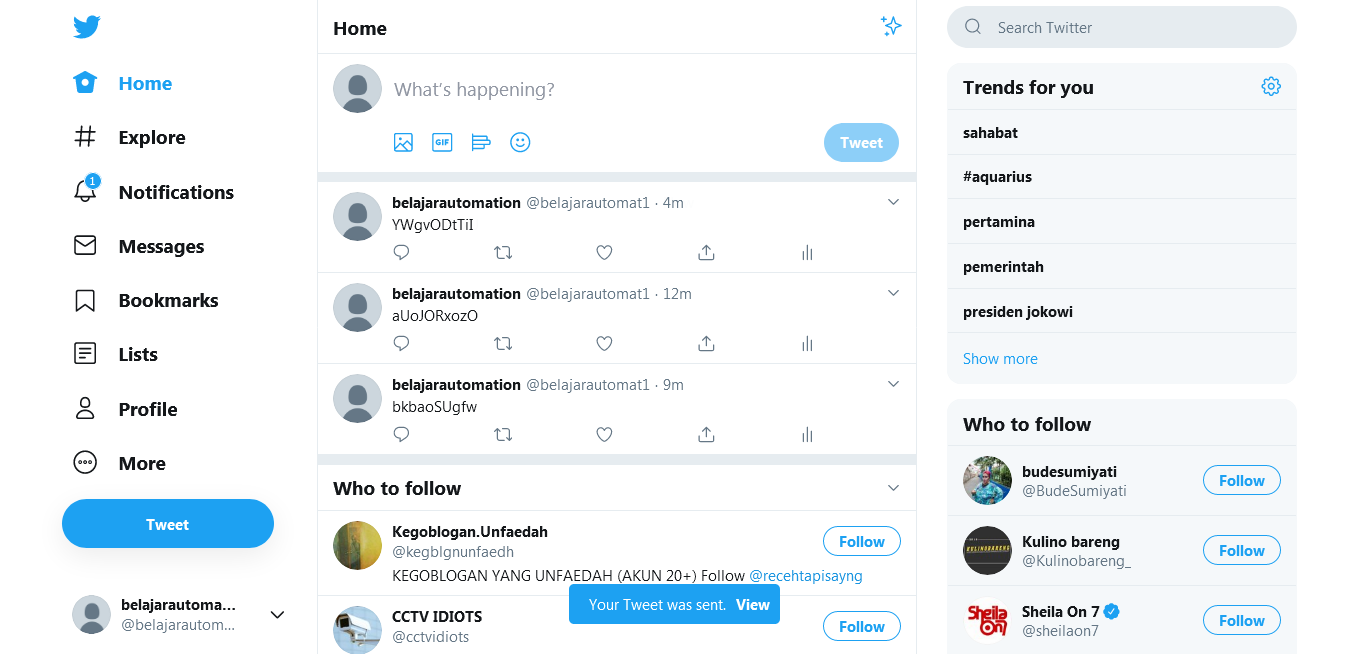 Home
Explore
1
Notifications
Messages
Bookmarks
Lists
Profile
More
Tweet
belajarautoma...
@belajarautom...
Home
What's happening?
GIF
Tweet
belajarautomation @belajarautomat1 · 4m
YWgvODtTiI
belajarautomation @belajarautomat1 · 12m
aUoJORxozO
belajarautomation @belajarautomat1 · 9m
bkbaoSUgfw
Who to follow
Kegoblogan.Unfaedah
@kegblgnunfaedh
Follow
KEGOBLOGAN YANG UNFAEDAH (AKUN 20+) Follow @recehtapisayng
CCTV IDIOTS
@cctvidiots
Follow
Your Tweet was sent. View
Search Twitter
Trends for you
sahabat
#aquarius
pertamina
pemerintah
presiden jokowi
Show more
Who to follow
budesumiyati
@BudeSumiyati
Follow
KULINOBARENG
Kulino bareng
@Kulinobareng_
Follow
Sheila On 7
Sheila On 7
@sheilaon7
Follow